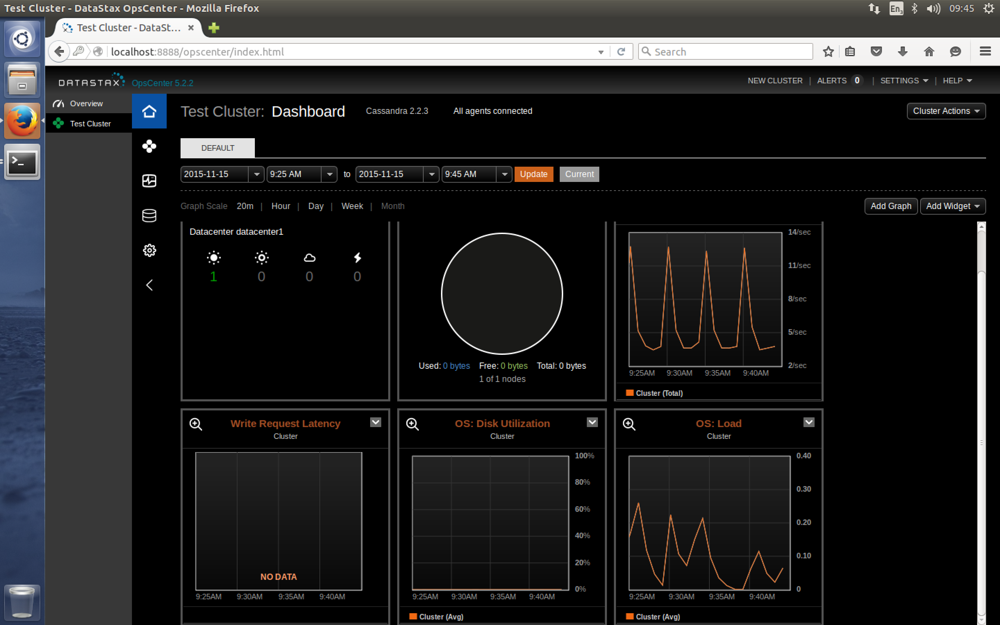 Test Cluster - DataStax OpsCenter - Mozilla Firefox
En3
09:45
Test Cluster - DataSt...
localhost:8888/opscenter/index.html
Search
DATASTAX OpsCenter 5.2.2
NEW CLUSTER | ALERTS 0 | SETTINGS | HELP
Overview
Test Cluster
Test Cluster: Dashboard Cassandra 2.2.3 All agents connected
Cluster Actions
DEFAULT
2015-11-15 9:25 AM to 2015-11-15 9:45 AM Update Current
Graph Scale 20m | Hour | Day | Week | Month
Add Graph Add Widget
Datacenter datacenter1
1 0 0 0
Used: 0 bytes Free: 0 bytes Total: 0 bytes
1 of 1 nodes
14/sec
11/sec
8/sec
5/sec
2/sec
9:25AM 9:30AM 9:35AM 9:40AM
Cluster (Total)
Write Request Latency
Cluster
NO DATA
9:25AM 9:30AM 9:35AM 9:40AM
OS: Disk Utilization
Cluster
100%
80%
60%
40%
20%
0%
9:25AM 9:30AM 9:35AM 9:40AM
Cluster (Avg)
OS: Load
Cluster
0.40
0.30
0.20
0.10
0
9:25AM 9:30AM 9:35AM 9:40AM
Cluster (Avg)